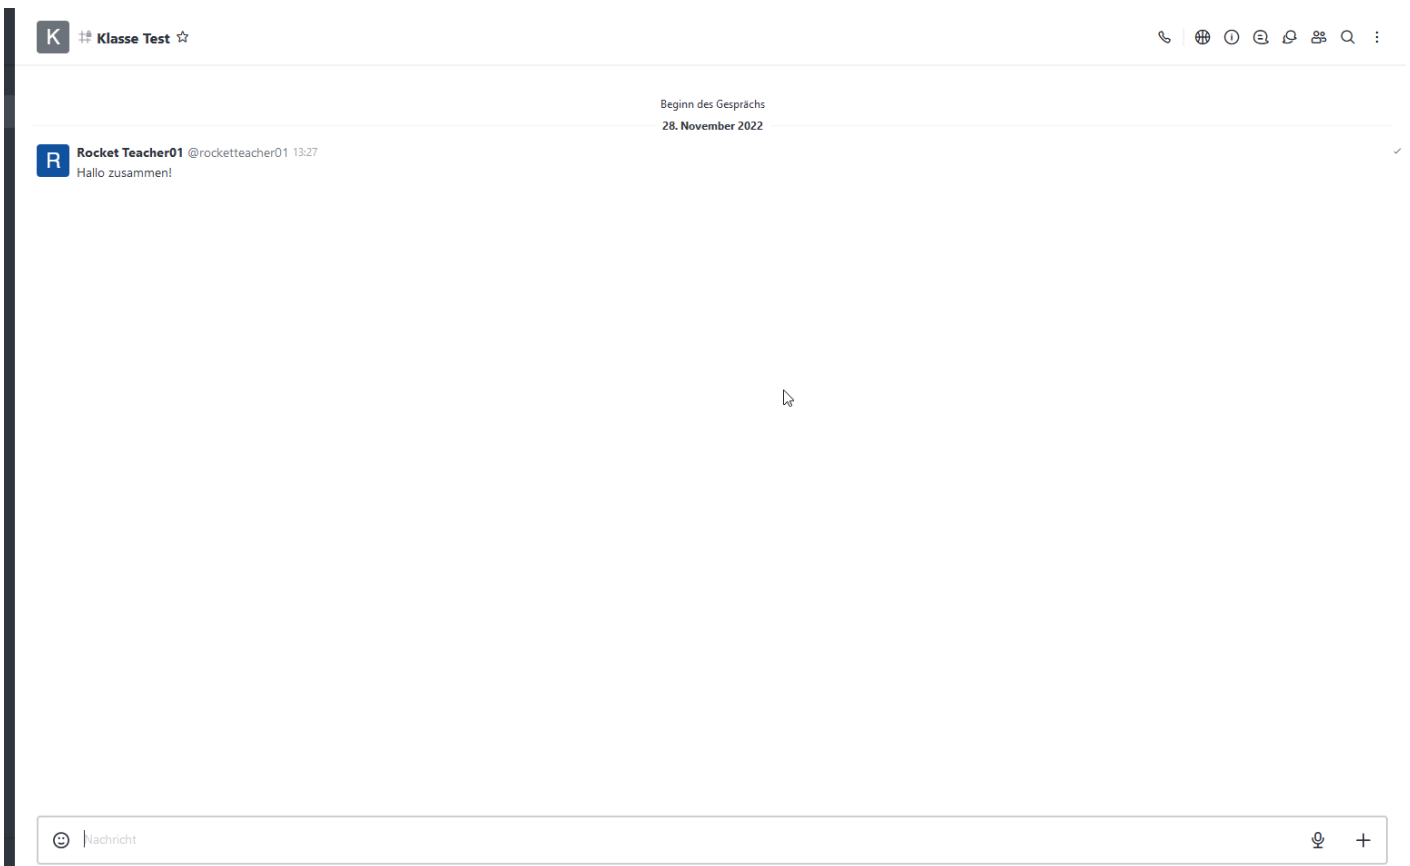 K Klasse Test
Beginn des Gesprächs
28. November 2022
R Rocket Teacher01 @rocketteacher01 13:27
Hallo zusammen!
Nachricht